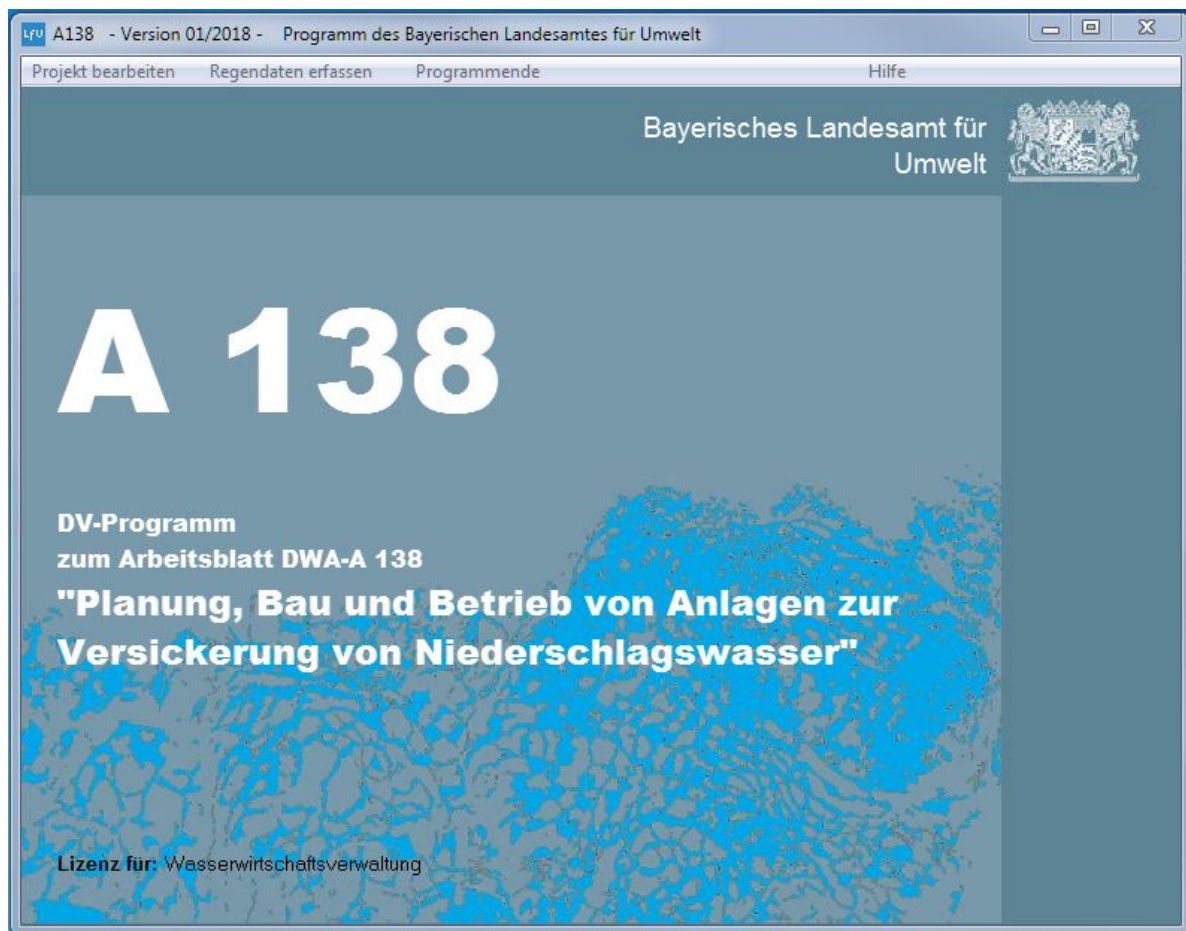 LfU A138 - Version 01/2018 - Programm des Bayerischen Landesamtes für Umwelt
Projekt bearbeiten Regendaten erfassen Programmende Hilfe
Bayerisches Landesamt für
Umwelt
A 138
DV-Programm
zum Arbeitsblatt DWA-A 138
"Planung, Bau und Betrieb von Anlagen zur
Versickerung von Niederschlagswasser"
Lizenz für: Wasserwirtschaftsverwaltung